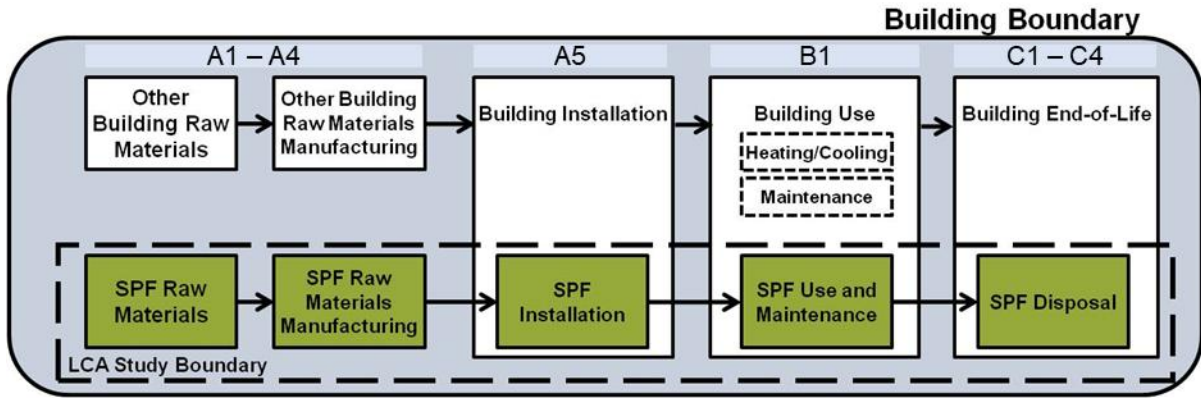 Building Boundary
A1 – A4
A5
B1
C1 – C4
Other
Building Raw
Materials
Other Building
Raw Materials
Manufacturing
Building Installation
Building Use
Heating/Cooling
Maintenance
Building End-of-Life
SPF Raw
Materials
SPF Raw
Materials
Manufacturing
SPF
Installation
SPF Use and
Maintenance
SPF Disposal
LCA Study Boundary